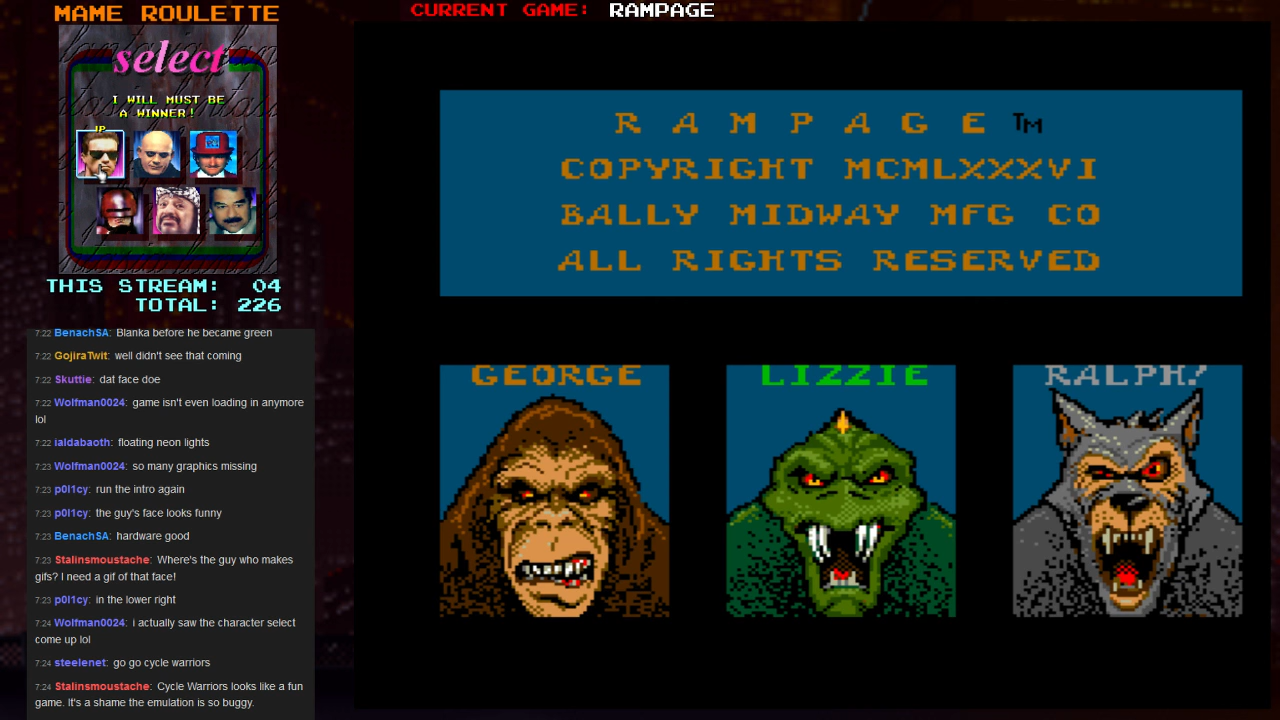 MAME ROULETTE
CURRENT GAME: RAMPAGE
select
I WILL MUST BE
A WINNER!
1P
THIS STREAM: 04
TOTAL: 226
7:22 BenachSA: Blanka before he became green
7:22 GojiraTwit: well didn't see that coming
7:22 Skuttie: dat face doe
7:22 Wolfman0024: game isn't even loading in anymore
lol
7:22 ialdabaoth: floating neon lights
7:23 Wolfman0024: so many graphics missing
7:23 p0l1cy: run the intro again
7:23 p0l1cy: the guy's face looks funny
7:23 BenachSA: hardware good
7:23 Stalinsmoustache: Where's the guy who makes
gifs? I need a gif of that face!
7:23 p0l1cy: in the lower right
7:24 Wolfman0024: i actually saw the character select
come up lol
7:24 steelenet: go go cycle warriors
7:24 Stalinsmoustache: Cycle Warriors looks like a fun
game. It's a shame the emulation is so buggy.
R A M P A G E TM
COPYRIGHT MCMLXXXVI
BALLY MIDWAY MFG CO
ALL RIGHTS RESERVED
GEORGE
LIZZIE
RALPH!